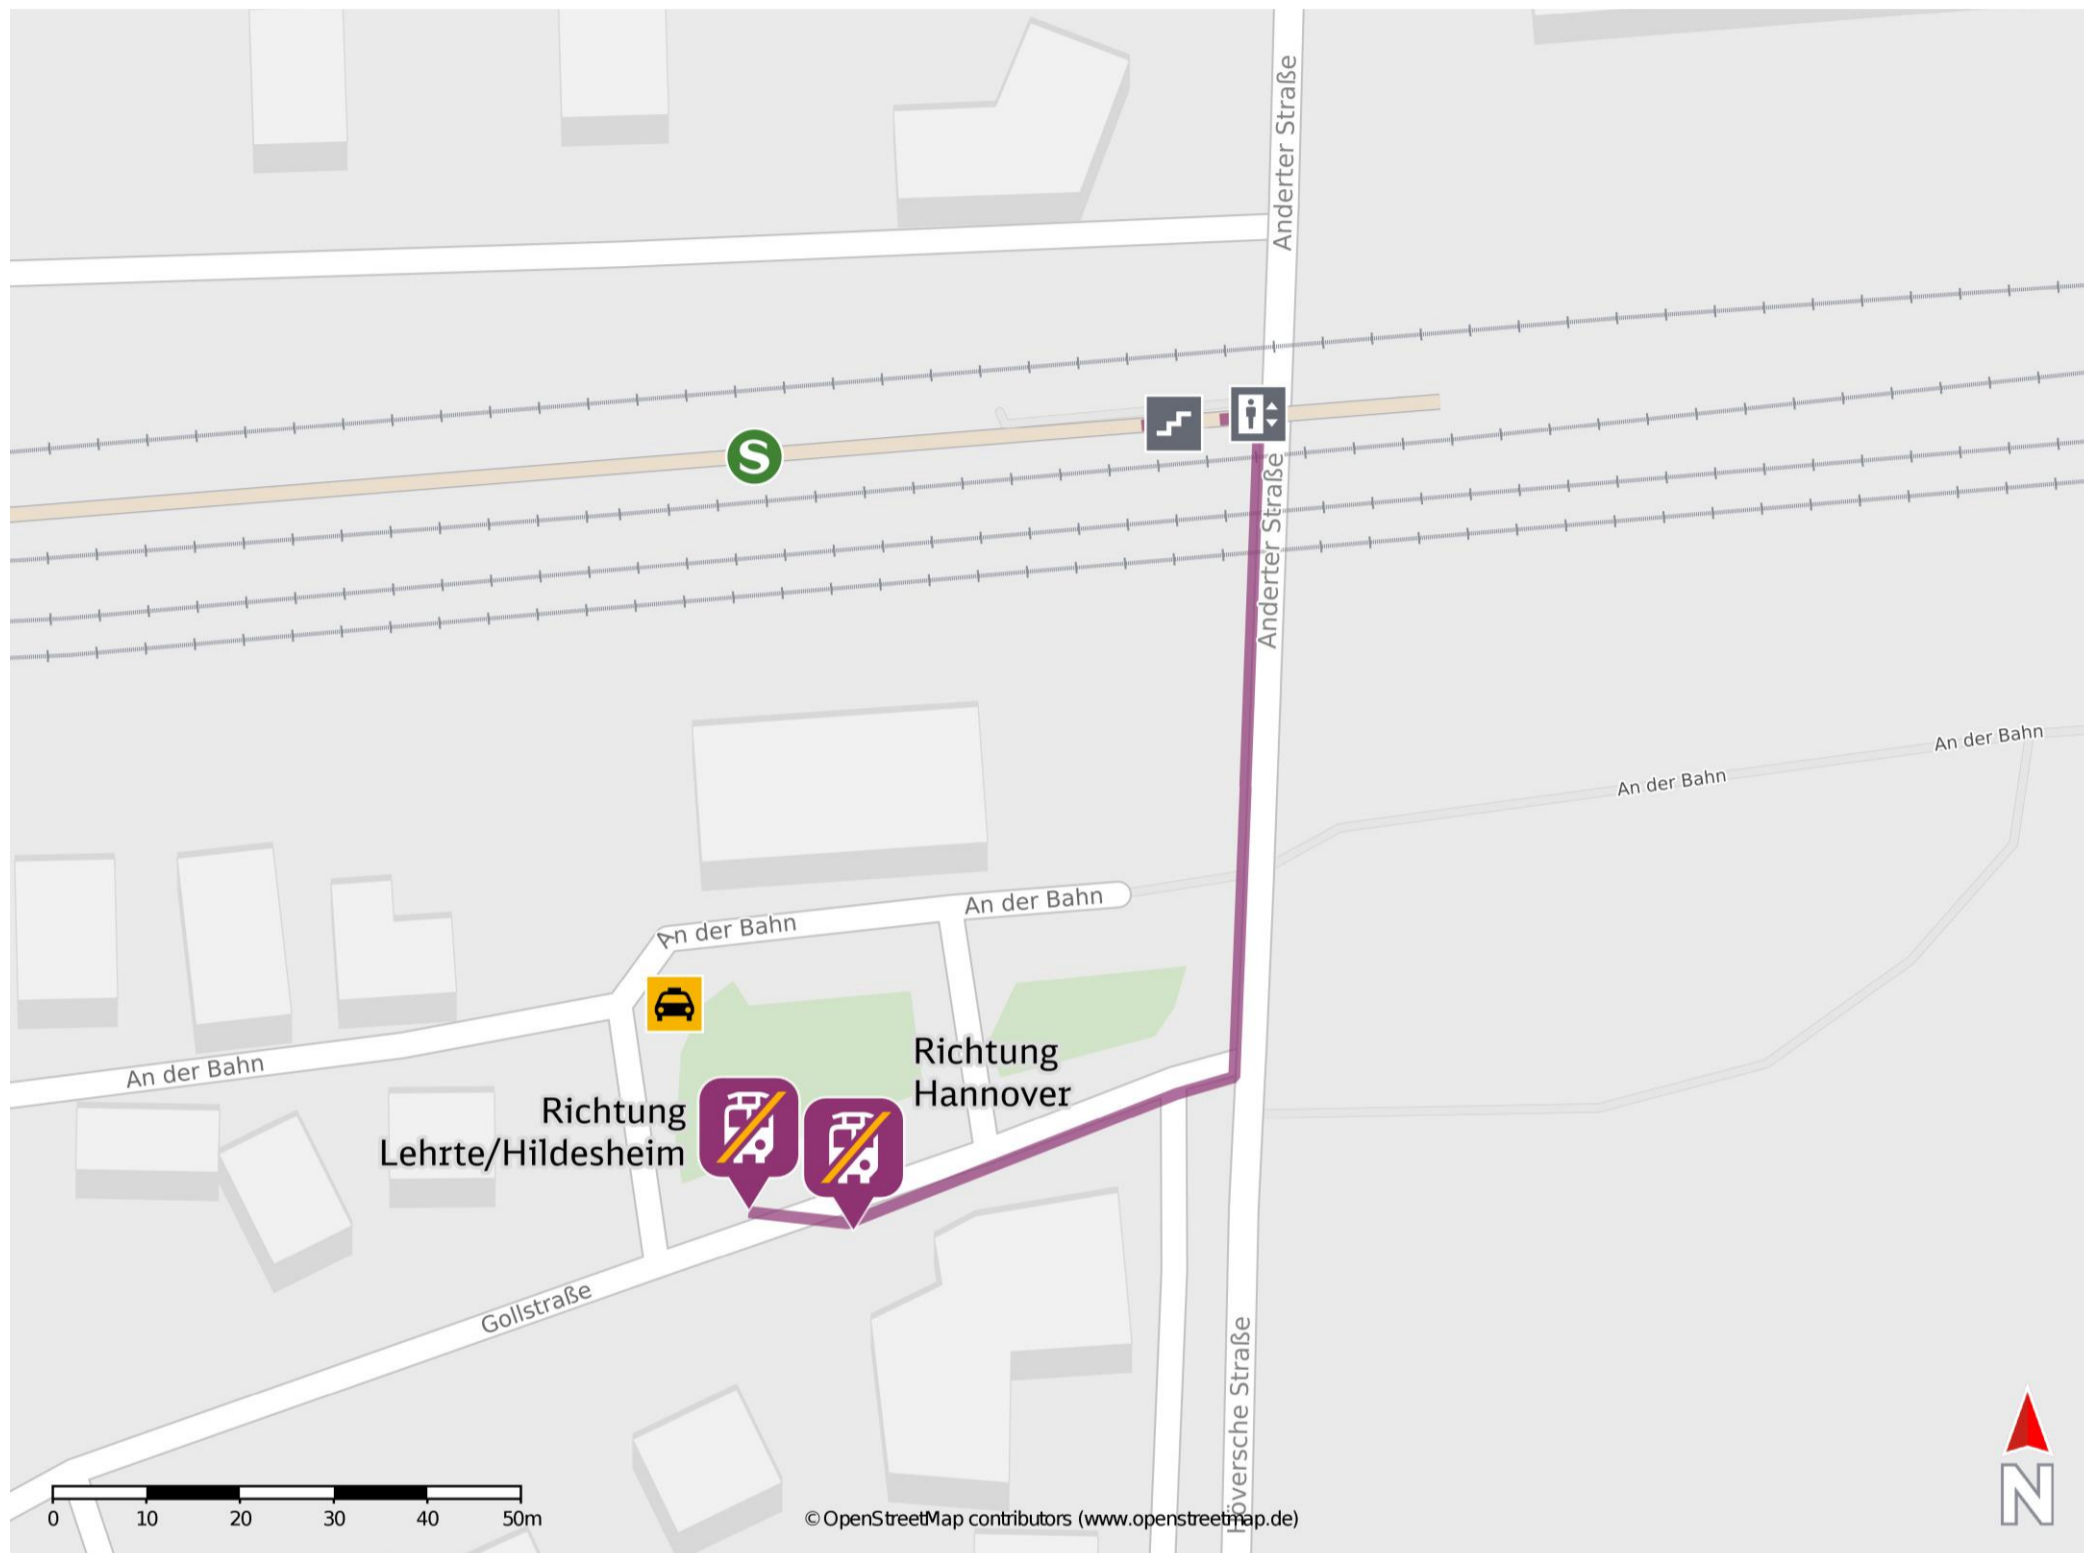 Anderter Straße
S
Anderter Straße
An der Bahn
An der Bahn
An der Bahn
An der Bahn
An der Bahn
Richtung
Hannover
Richtung
Lehrte/Hildesheim
Gollstraße
Höversche Straße
0 10 20 30 40 50m
© OpenStreetMap contributors (www.openstreetmap.de)
N